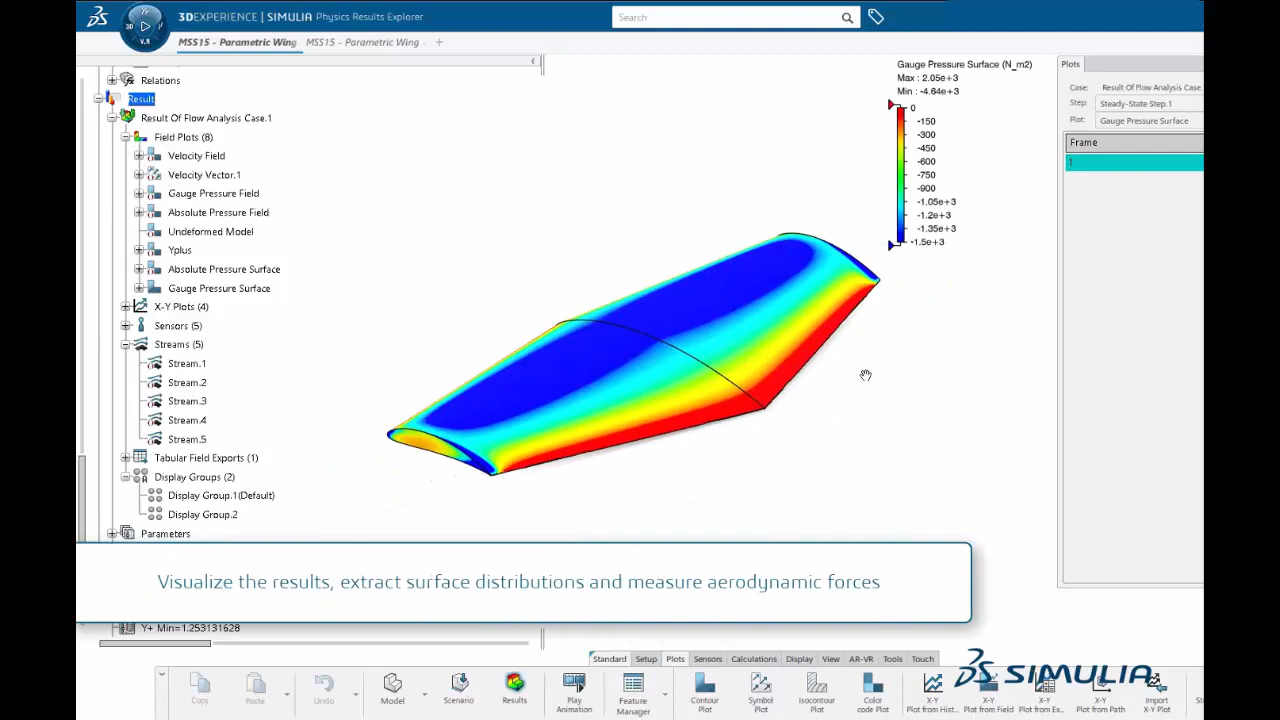 3DEXPERIENCE | SIMULIA Physics Results Explorer
Search
3D
V.R
MSS15 - Parametric Wing
MSS15 - Parametric Wing
Relations
Result
Result Of Flow Analysis Case.1
Field Plots (8)
Velocity Field
Velocity Vector.1
Gauge Pressure Field
Absolute Pressure Field
Undeformed Model
Yplus
Absolute Pressure Surface
Gauge Pressure Surface
X-Y Plots (4)
Sensors (5)
Streams (5)
Stream.1
Stream.2
Stream.3
Stream.4
Stream.5
Tabular Field Exports (1)
Display Groups (2)
Display Group.1(Default)
Display Group.2
Parameters
Y+ Min=1.253131628
Gauge Pressure Surface (N_m2)
Max : 2.05e+3
Min : -4.64e+3
0
-150
-300
-450
-600
-750
-900
-1.05e+3
-1.2e+3
-1.35e+3
-1.5e+3
Plots
Case: Result Of Flow Analysis Case.
Step: Steady-State Step.1
Plot: Gauge Pressure Surface
Frame
1
Visualize the results, extract surface distributions and measure aerodynamic forces
Standard Setup Plots Sensors Calculations Display View AR-VR Tools Touch
Copy
Paste
Undo
Model
Scenario
Results
Play Animation
Feature Manager
Contour Plot
Symbol Plot
Isocontour Plot
Color code Plot
X-Y Plot from Hist...
X-Y Plot from Field
X-Y Plot from Ex...
X-Y Plot from Path
Import X-Y Plot
SIMULIA